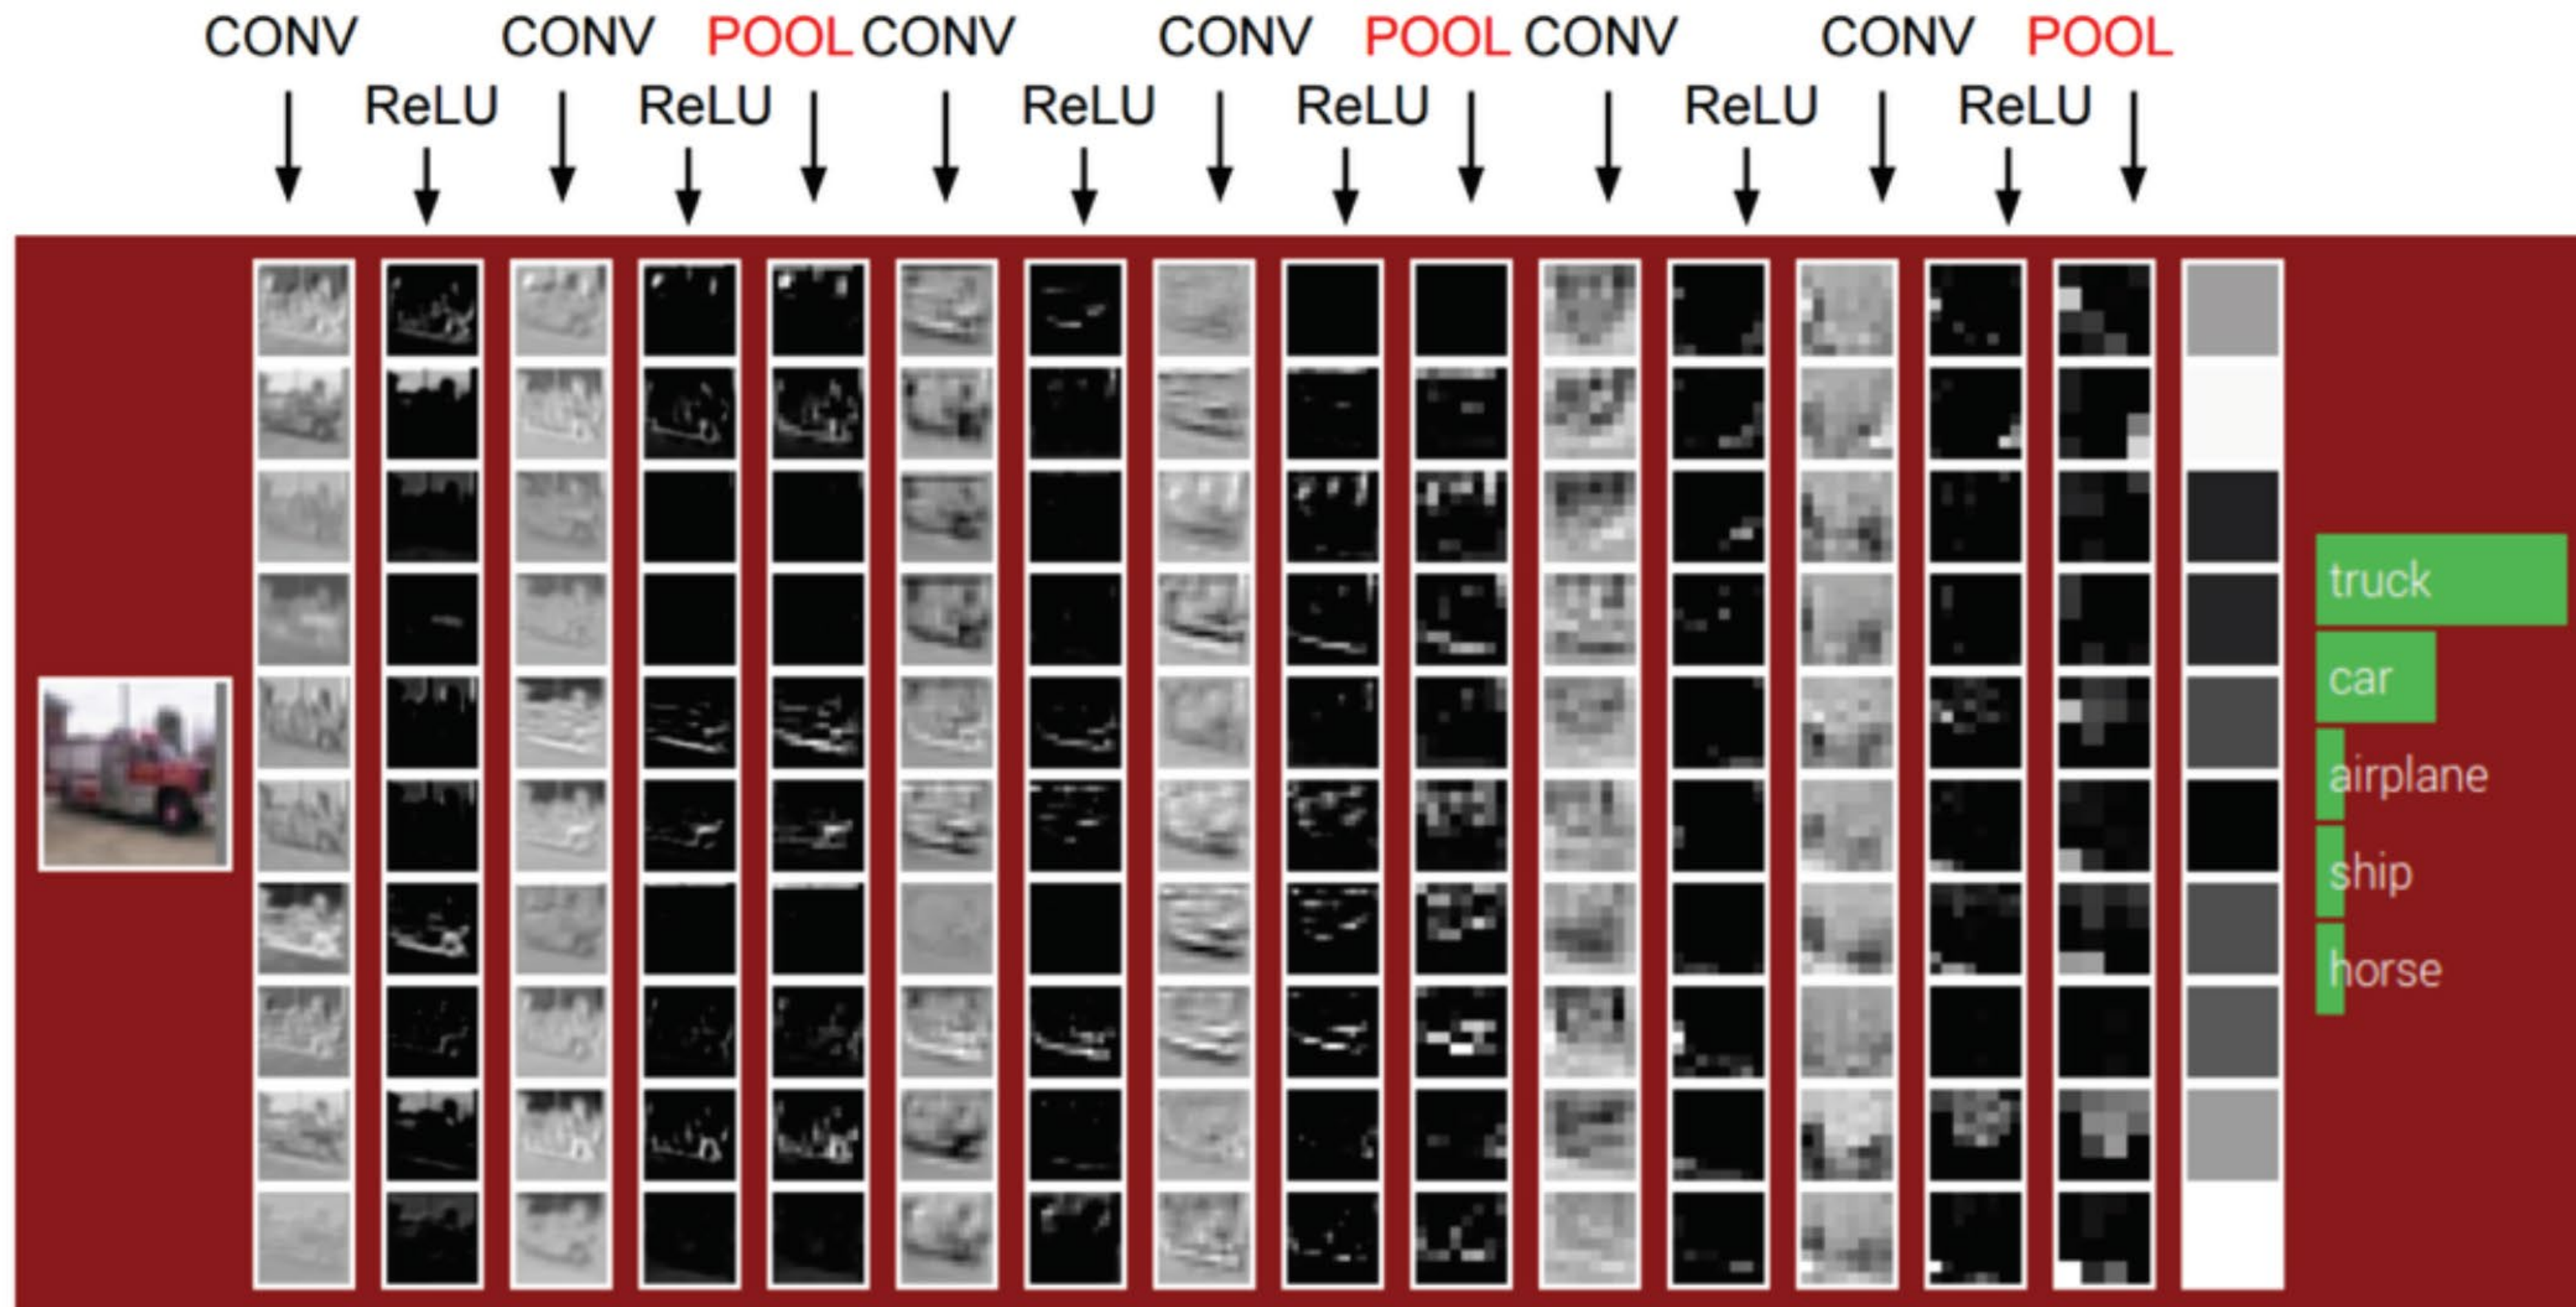 CONV CONV POOL CONV CONV POOL CONV CONV POOL
ReLU ReLU ReLU ReLU ReLU ReLU
truck
car
airplane
ship
horse